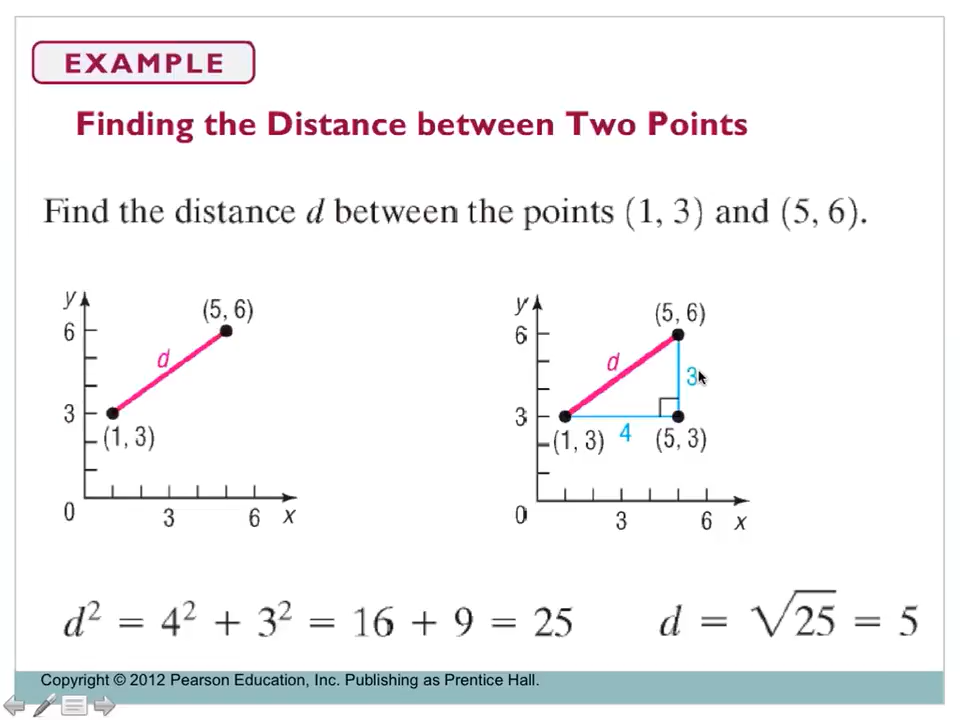 EXAMPLE
Finding the Distance between Two Points
Find the distance d between the points (1, 3) and (5, 6).
y
(5, 6)
6
d
3
(1, 3)
0
3
6
x
y
(5, 6)
6
d
3
3
(1, 3)
4
(5, 3)
0
3
6
x
d² = 4² + 3² = 16 + 9 = 25
d = √25 = 5
Copyright © 2012 Pearson Education, Inc. Publishing as Prentice Hall.